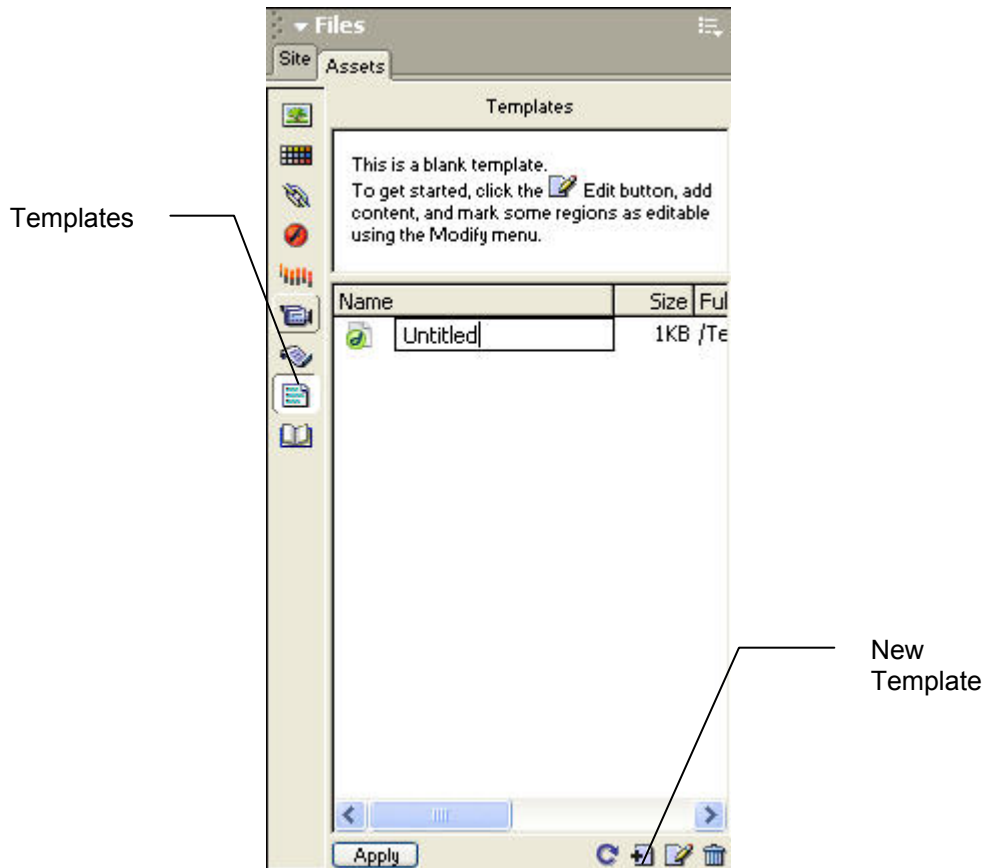 Files
Site Assets
Templates
This is a blank template.
To get started, click the Edit button, add
content, and mark some regions as editable
using the Modify menu.
Templates
Name Size Ful
Untitled 1KB /Te
New
Template
Apply